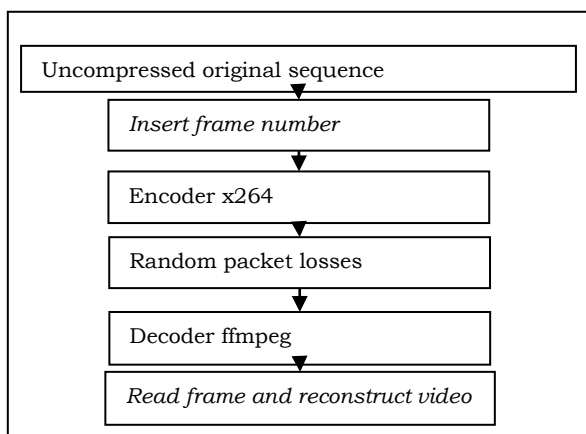 Uncompressed original sequence
Insert frame number
Encoder x264
Random packet losses
Decoder ffmpeg
Read frame and reconstruct video